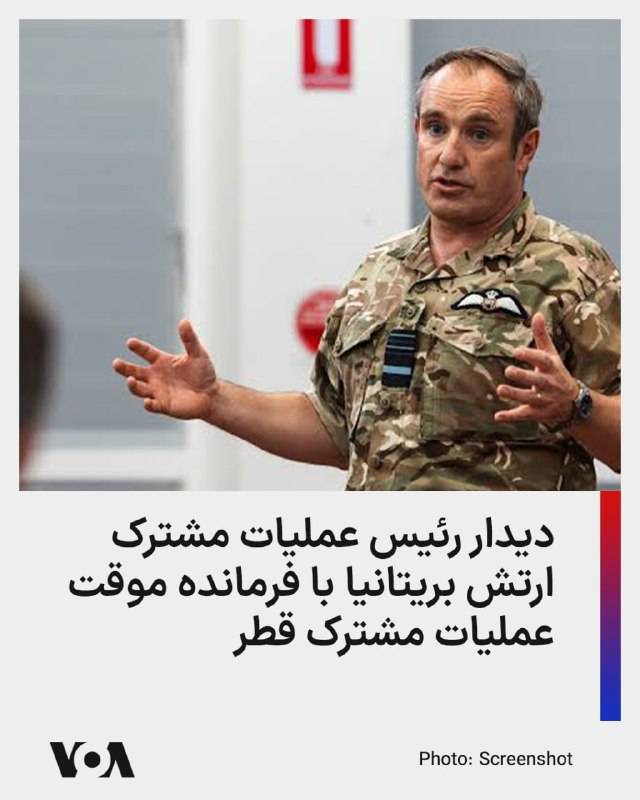 دیدار رئیس عملیات مشترک
ارتش بریتانیا با فرمانده موقت
عملیات مشترک قطر
VOA
Photo: Screenshot